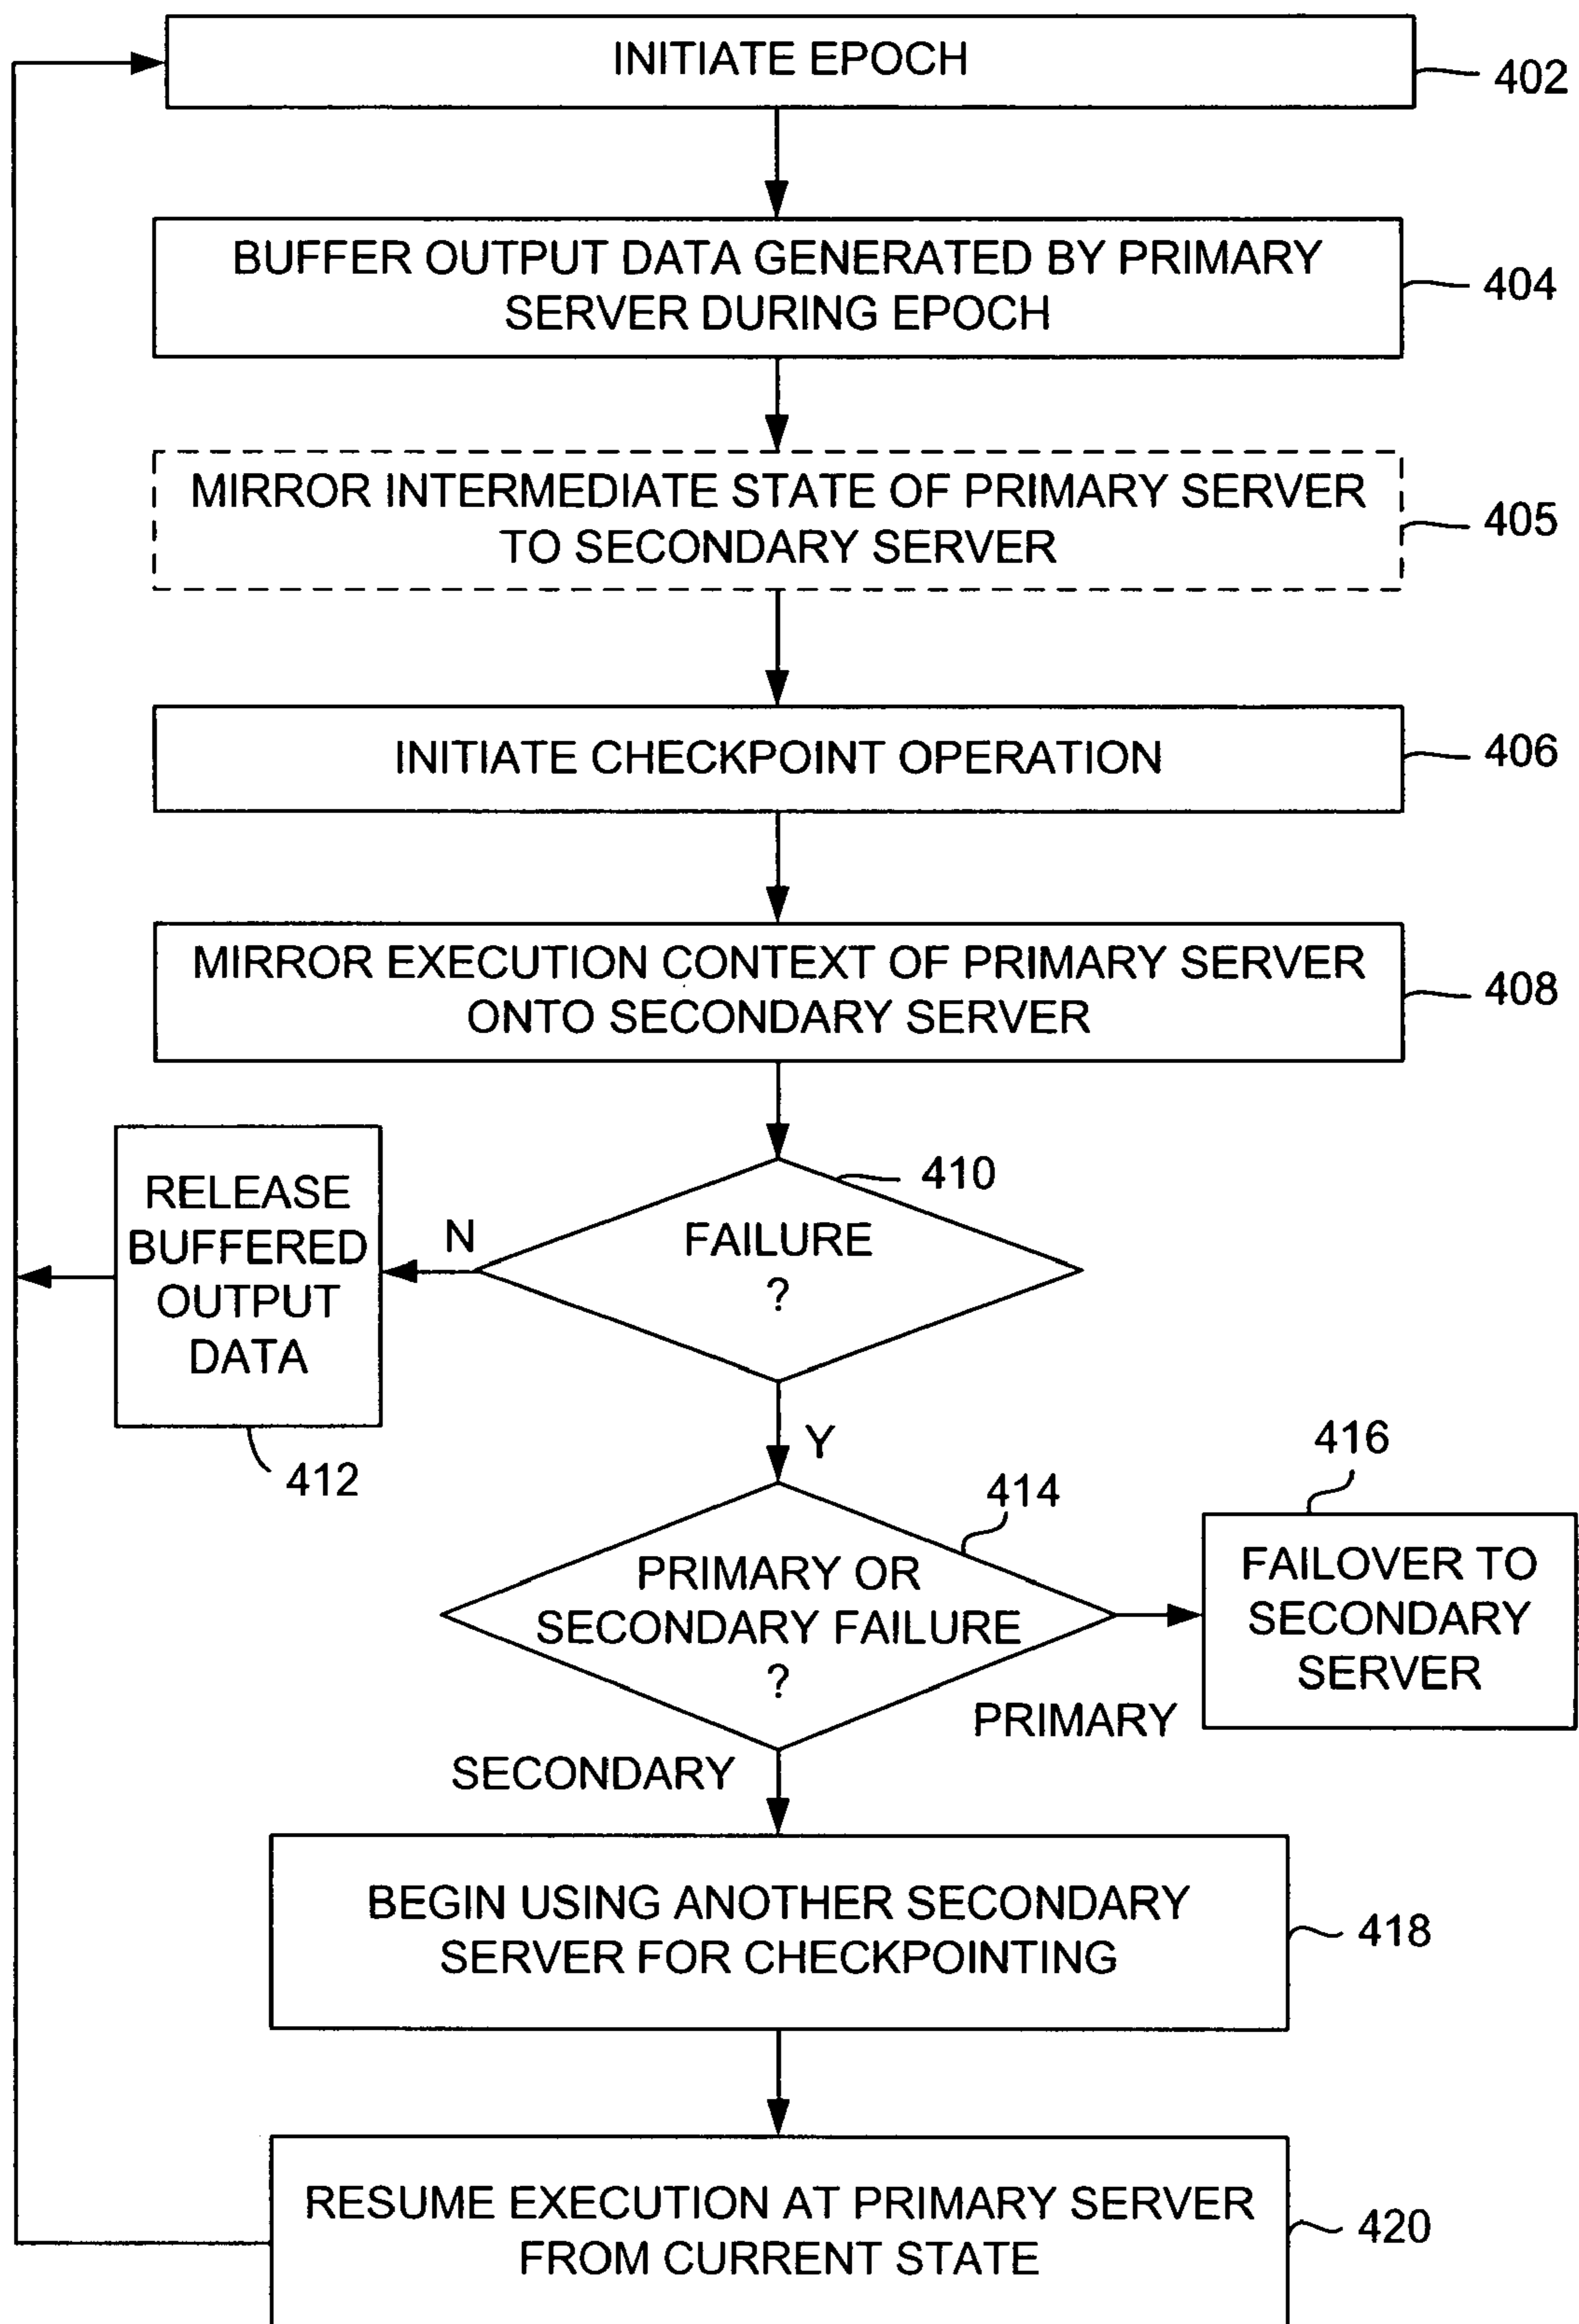 INITIATE EPOCH
402
BUFFER OUTPUT DATA GENERATED BY PRIMARY
SERVER DURING EPOCH
404
MIRROR INTERMEDIATE STATE OF PRIMARY SERVER
TO SECONDARY SERVER
405
INITIATE CHECKPOINT OPERATION
406
MIRROR EXECUTION CONTEXT OF PRIMARY SERVER
ONTO SECONDARY SERVER
408
410
FAILURE
?
N
RELEASE
BUFFERED
OUTPUT
DATA
412
Y
414
416
PRIMARY OR
SECONDARY FAILURE
?
FAILOVER TO
SECONDARY
SERVER
PRIMARY
SECONDARY
BEGIN USING ANOTHER SECONDARY
SERVER FOR CHECKPOINTING
418
RESUME EXECUTION AT PRIMARY SERVER
FROM CURRENT STATE
420